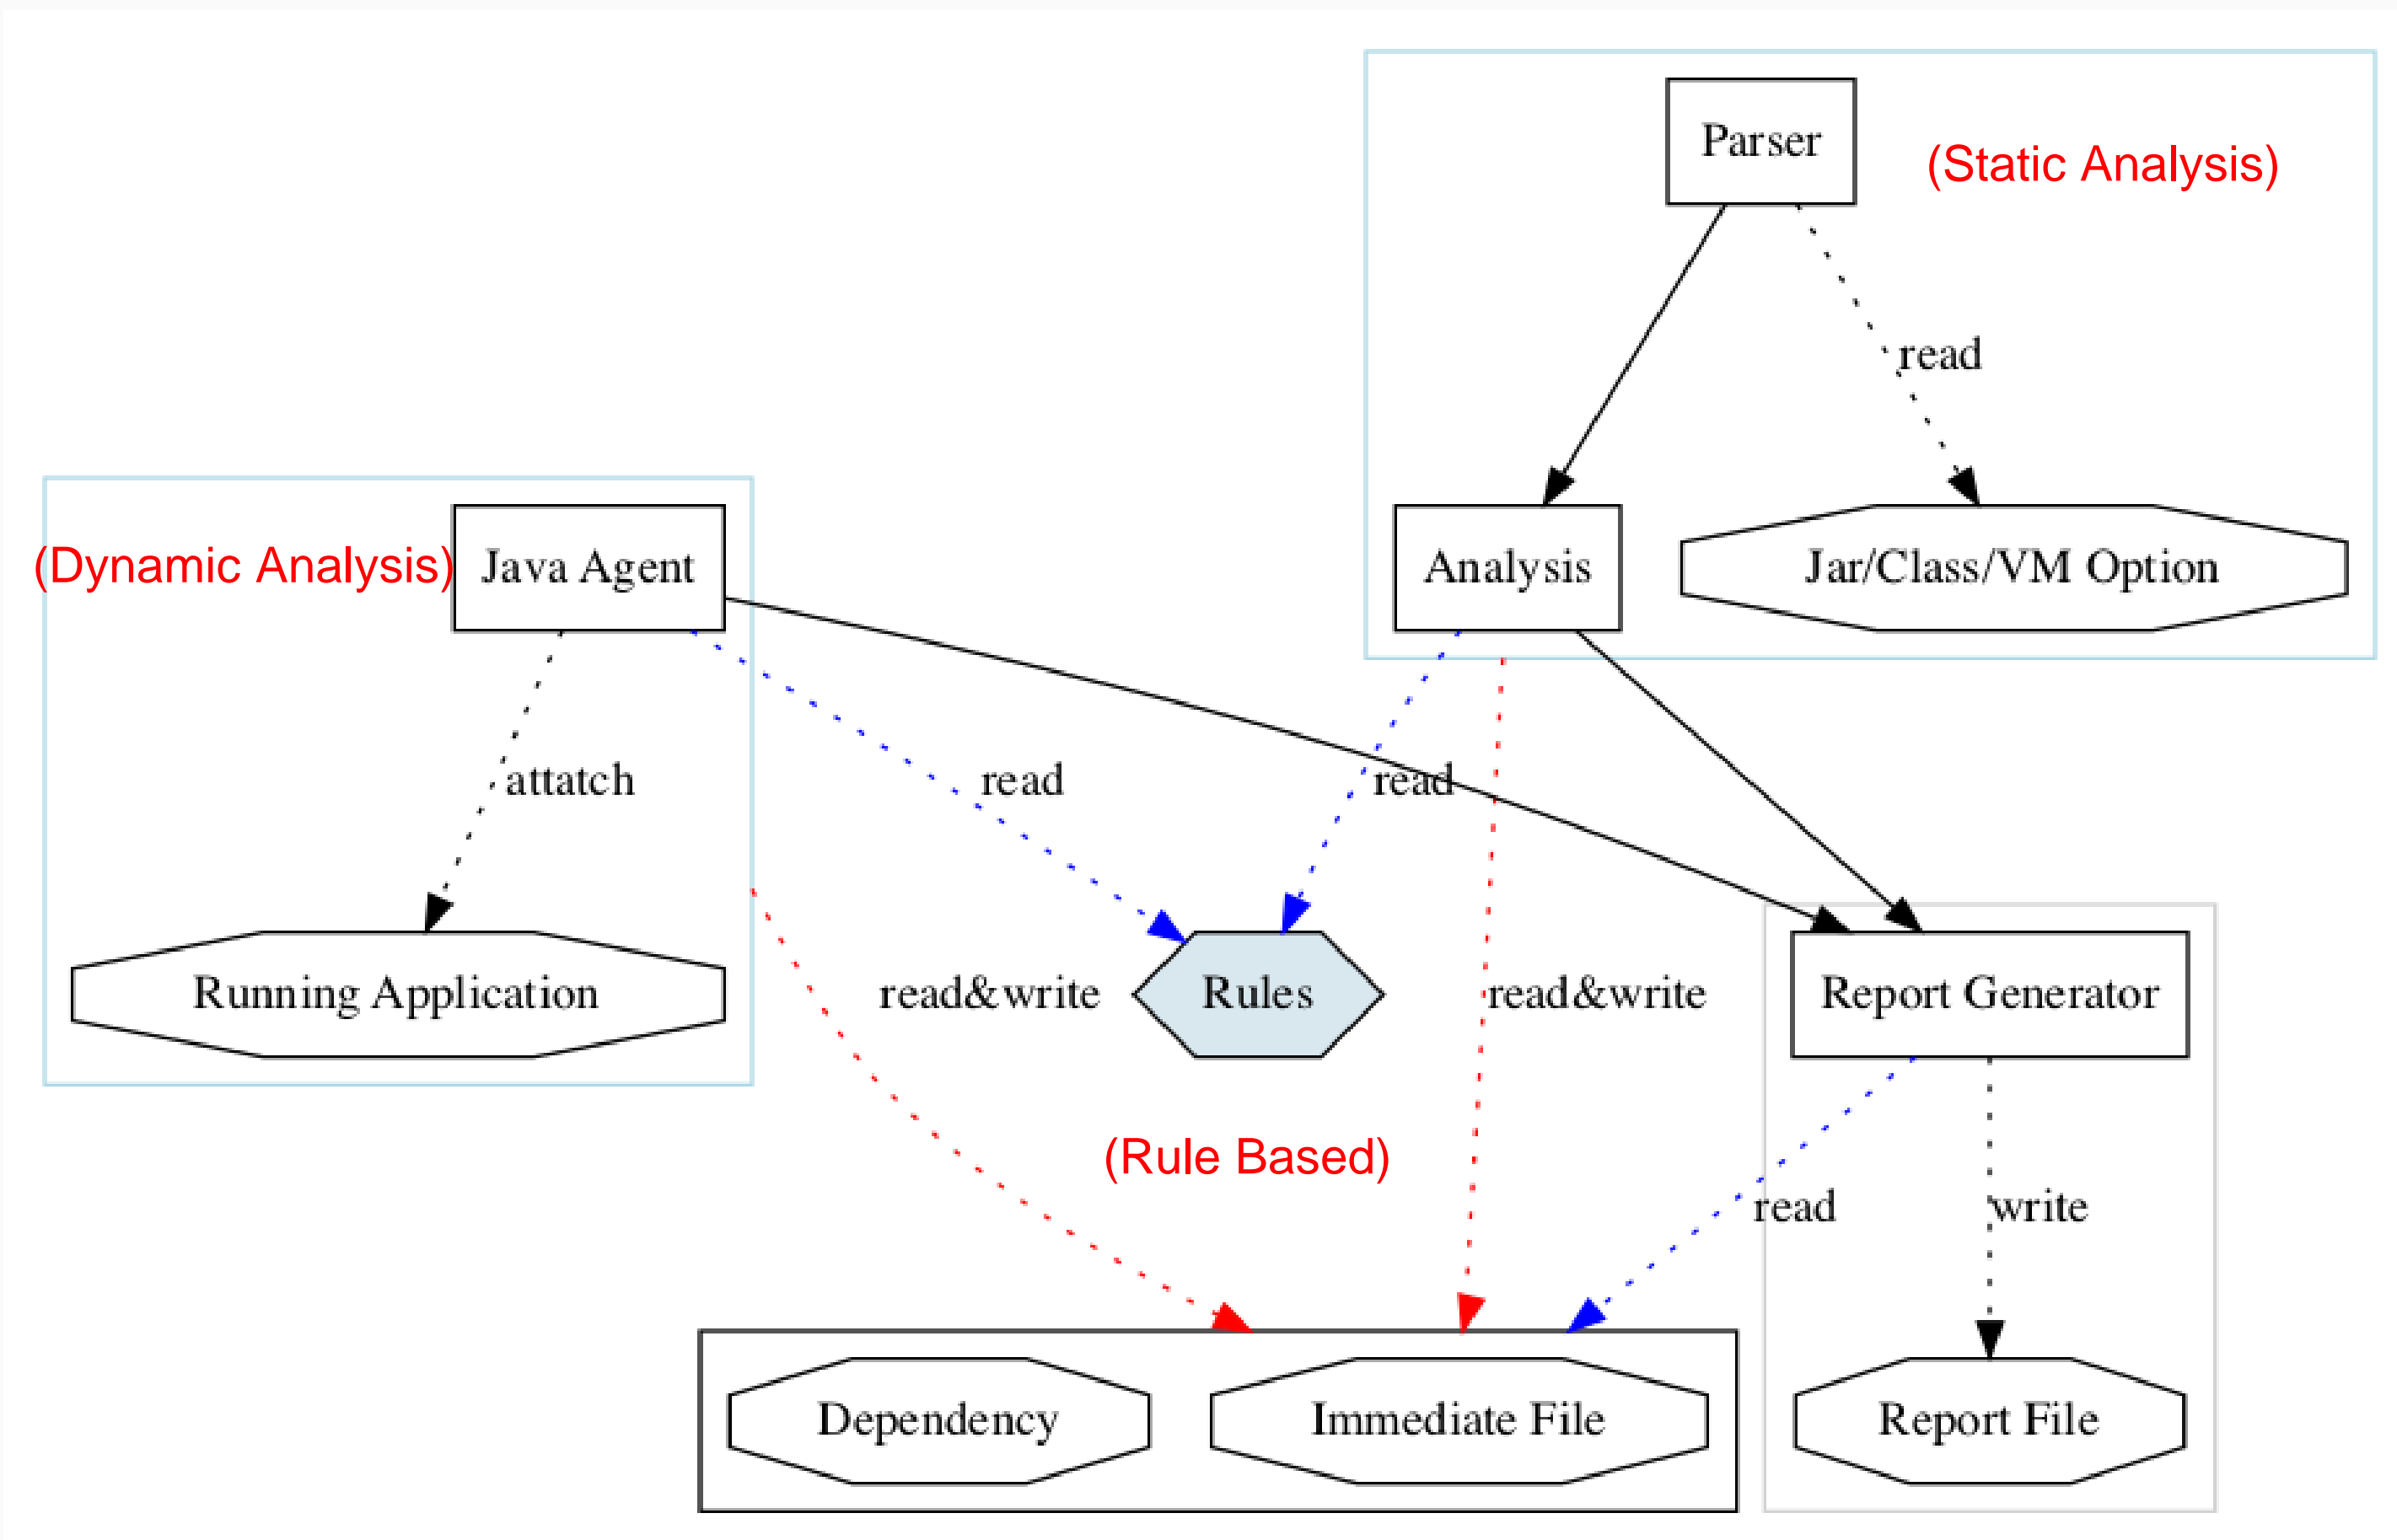 Parser
(Static Analysis)
read
(Dynamic Analysis)
Java Agent
Analysis
Jar/Class/VM Option
attatch
read
read
Running Application
read&write
Rules
read&write
Report Generator
(Rule Based)
read
write
Dependency
Immediate File
Report File